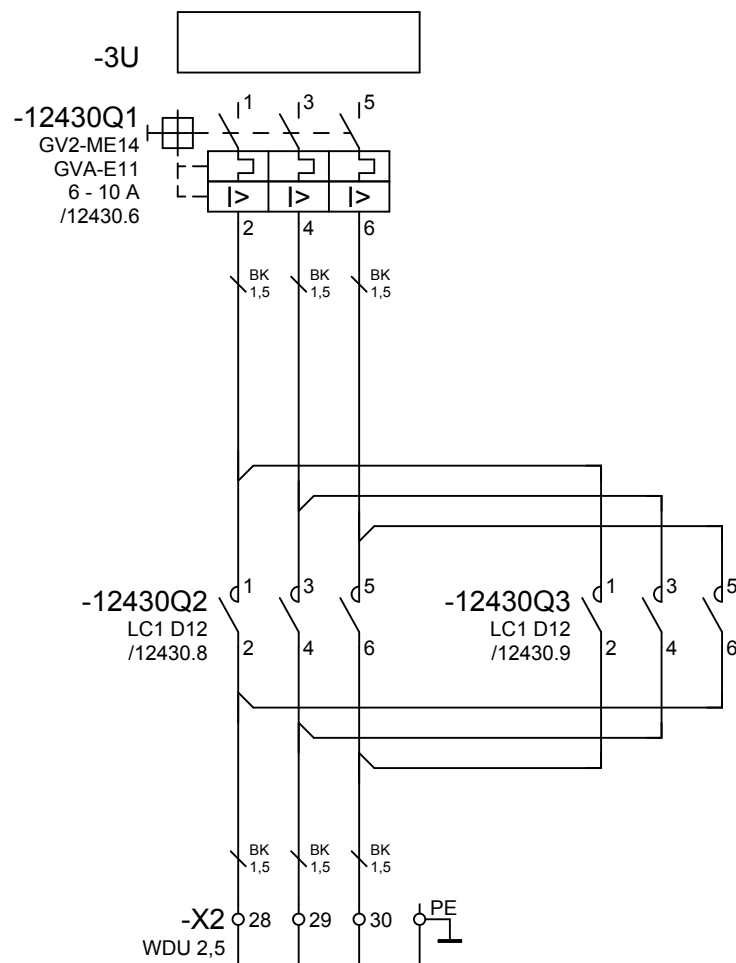 -3U
-12430Q1 1 3 5
GV2-ME14
GVA-E11
6 - 10 A
/12430.6
I> I> I>
2 4 6
BK BK BK
1,5 1,5 1,5
-12430Q2 1 3 5
LC1 D12
/12430.8
2 4 6
-12430Q3 1 3 5
LC1 D12
/12430.9
2 4 6
BK BK BK
1,5 1,5 1,5
-X2 28 29 30 PE
WDU 2,5